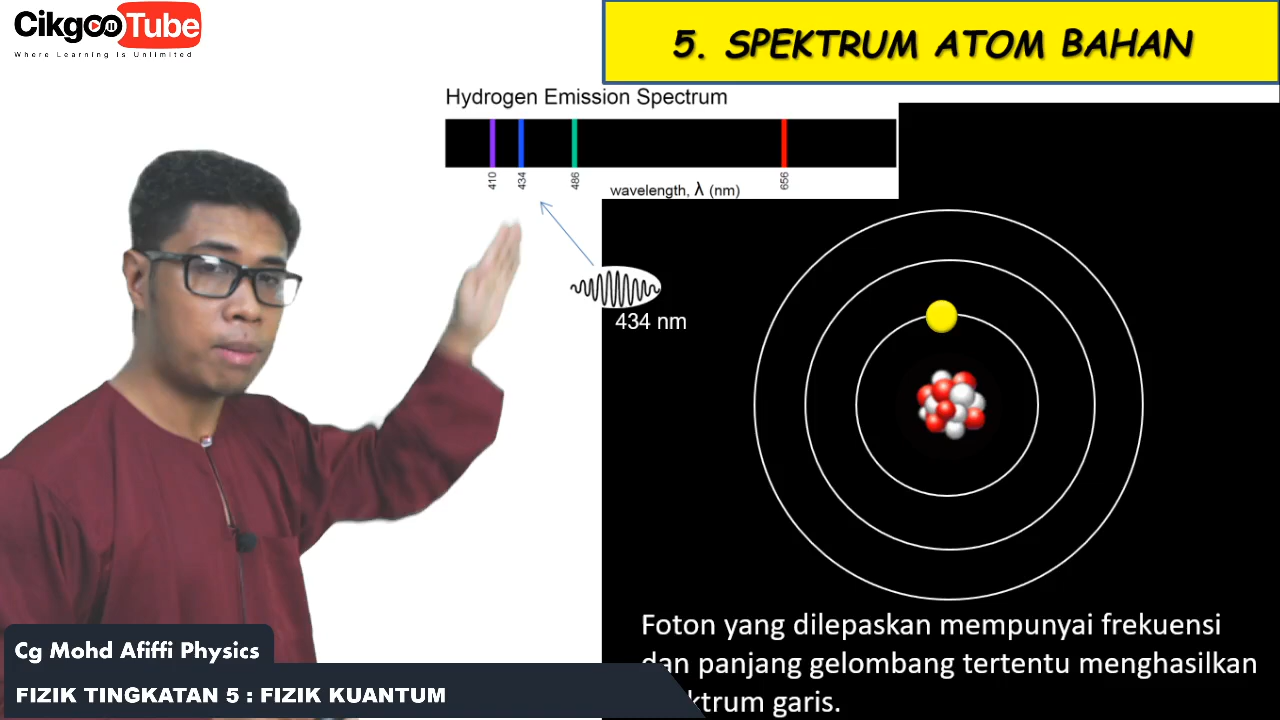 CikgooTube
Where Learning Is Unlimited
5. SPEKTRUM ATOM BAHAN
Hydrogen Emission Spectrum
410
434
486
656
wavelength, λ (nm)
434 nm
Foton yang dilepaskan mempunyai frekuensi
dan panjang gelombang tertentu menghasilkan
ktrum garis.
Cg Mohd Afiffi Physics
FIZIK TINGKATAN 5 : FIZIK KUANTUM